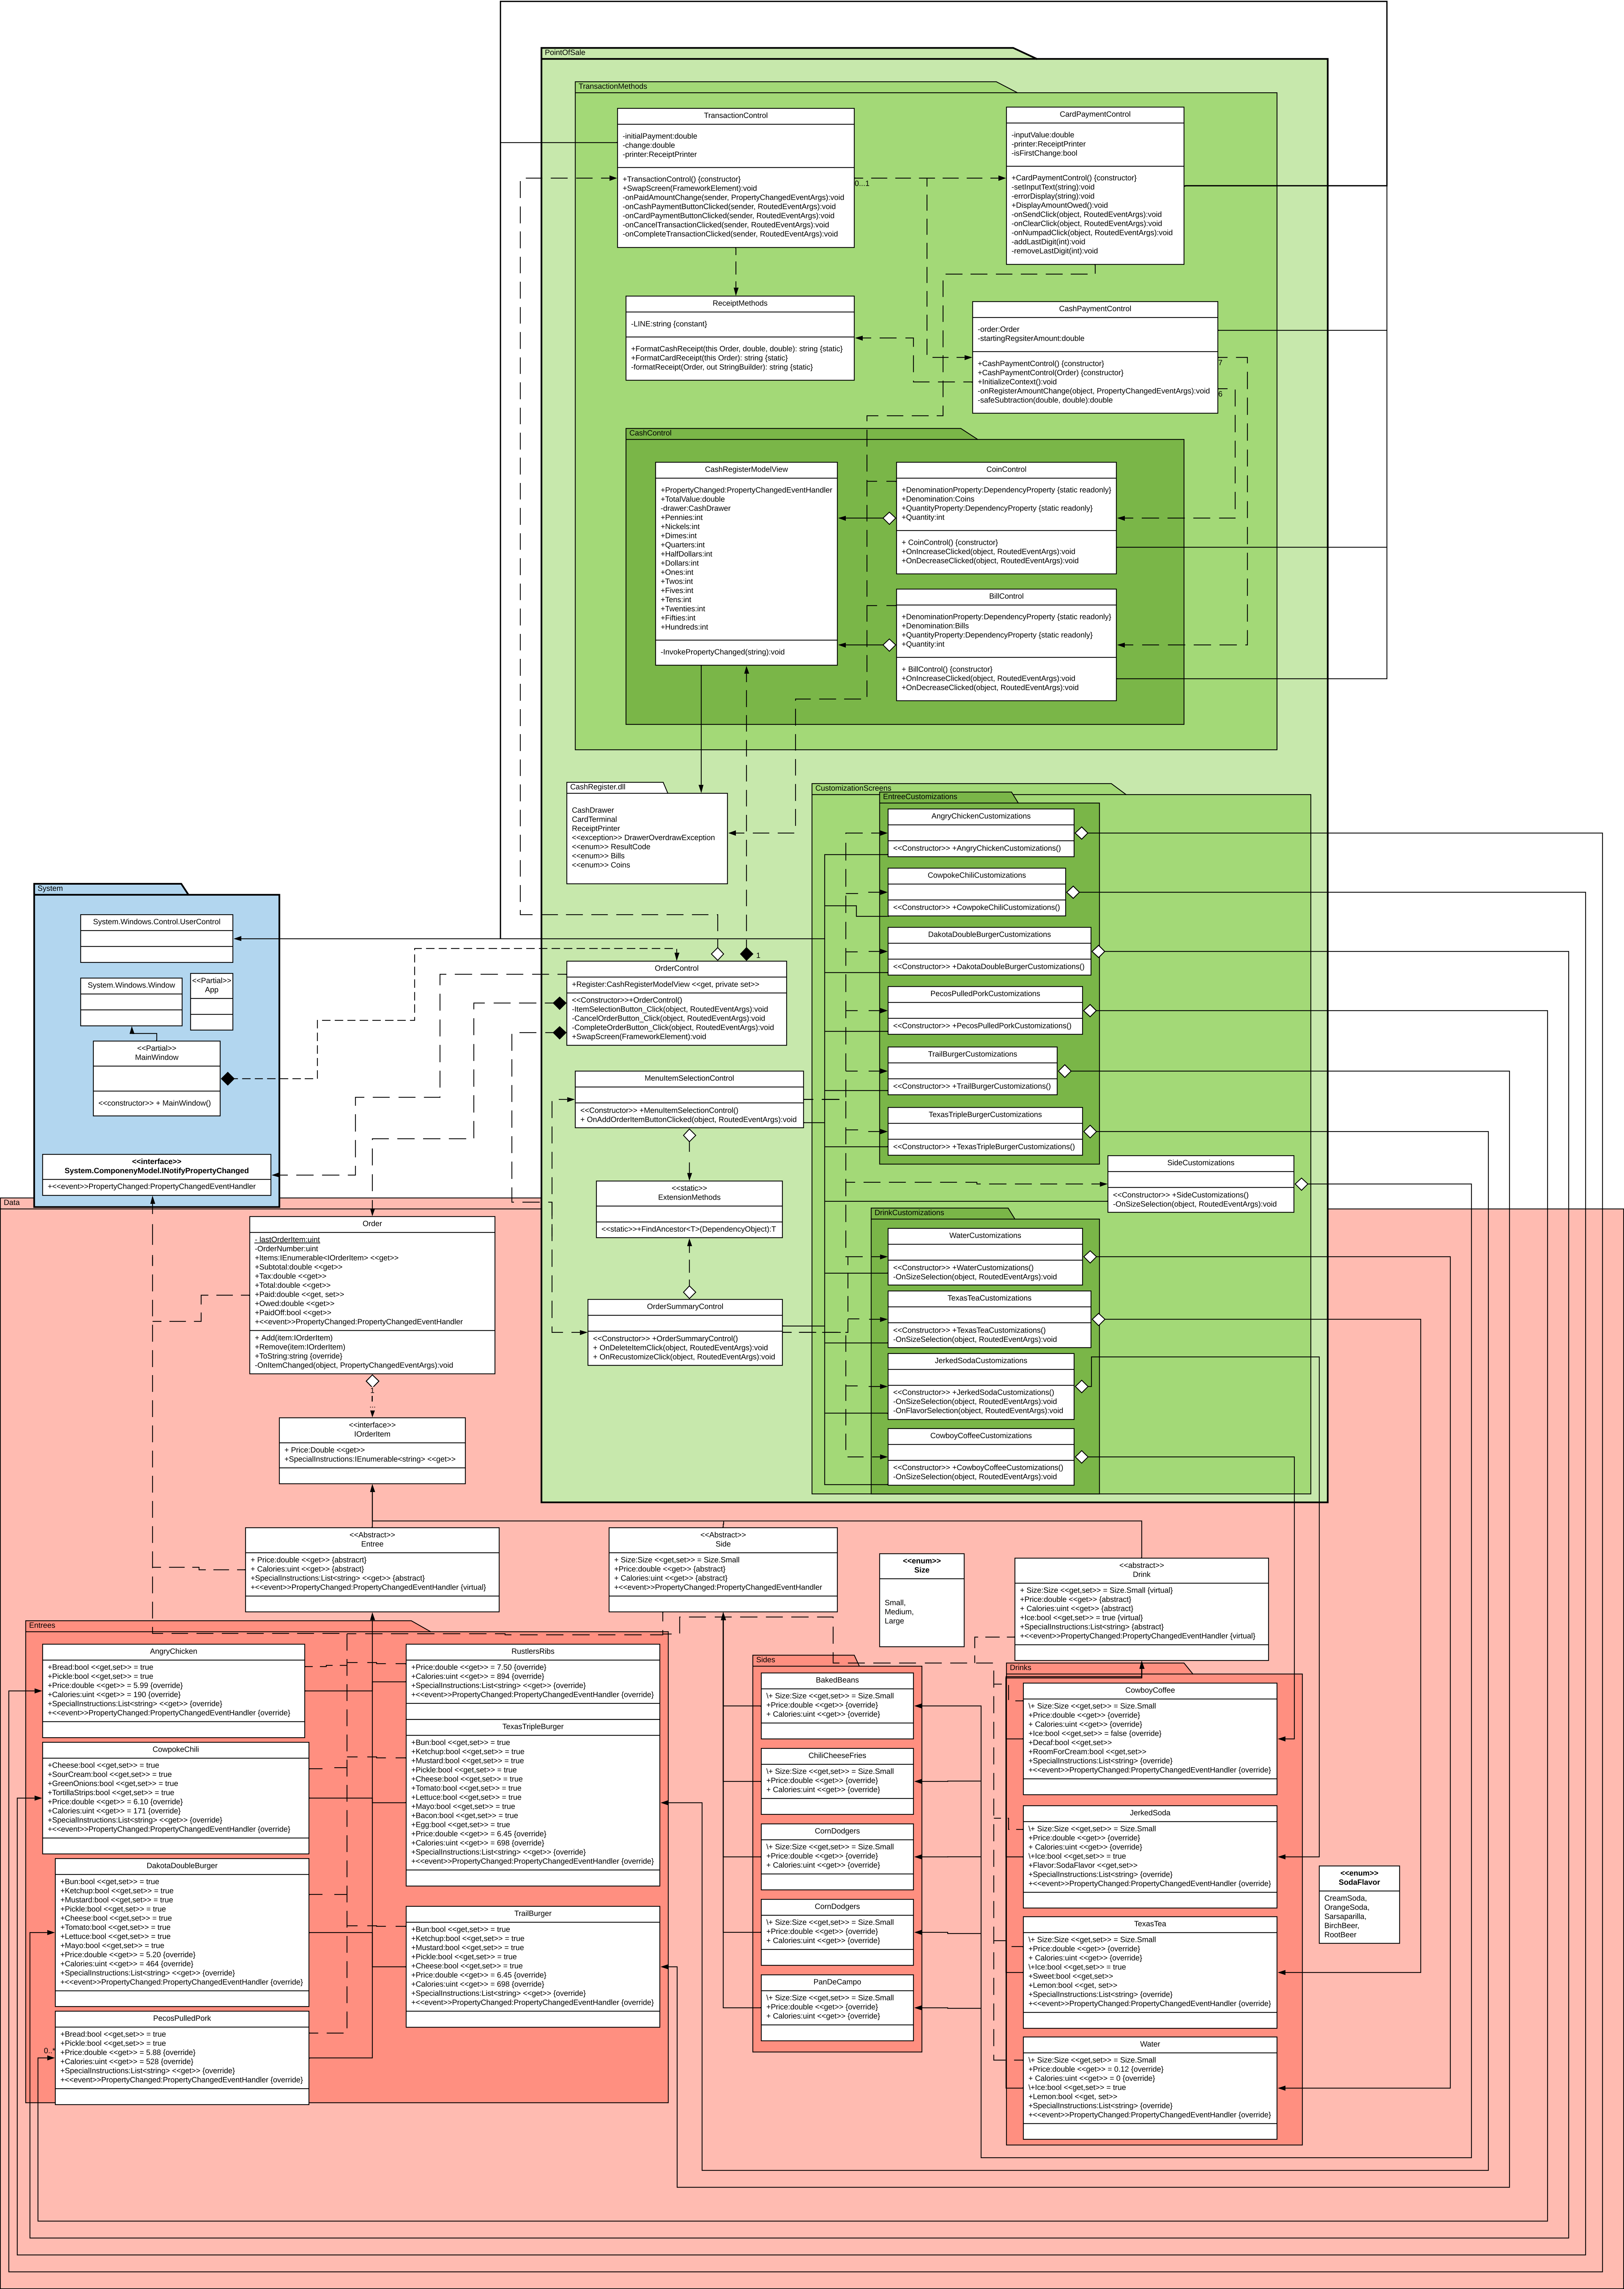 PointOfSale
TransactionMethods
TransactionControl
-initialPayment:double
-change:double
-printer:ReceiptPrinter
+TransactionControl() {constructor}
+SwapScreen(FrameworkElement):void
-onPaidAmountChange(sender, PropertyChangedEventArgs):void
-onCashPaymentButtonClicked(sender, RoutedEventArgs):void
-onCardPaymentButtonClicked(sender, RoutedEventArgs):void
-onCancelTransactionClicked(sender, RoutedEventArgs):void
-onCompleteTransactionClicked(sender, RoutedEventArgs):void
0...1
CardPaymentControl
-inputValue:double
-printer:ReceiptPrinter
-isFirstChange:bool
+CardPaymentControl() {constructor}
-setInputText(string):void
-errorDisplay(string):void
+DisplayAmountOwed():void
-onSendClick(object, RoutedEventArgs):void
-onClearClick(object, RoutedEventArgs):void
-onNumpadClick(object, RoutedEventArgs):void
-addLastDigit(int):void
-removeLastDigit(int):void
ReceiptMethods
-LINE:string {constant}
+FormatCashReceipt(this Order, double, double): string {static}
+FormatCardReceipt(this Order): string {static}
-formatReceipt(Order, out StringBuilder): string {static}
CashPaymentControl
-order:Order
-startingRegsiterAmount:double
+CashPaymentControl() {constructor}
+CashPaymentControl(Order) {constructor}
+InitializeContext():void
-onRegisterAmountChange(object, PropertyChangedEventArgs):void
-safeSubtraction(double, double):double
7
6
CashControl
CashRegisterModelView
+PropertyChanged:PropertyChangedEventHandler
+TotalValue:double
-drawer:CashDrawer
+Pennies:int
+Nickels:int
+Dimes:int
+Quarters:int
+HalfDollars:int
+Dollars:int
+Ones:int
+Twos:int
+Fives:int
+Tens:int
+Twenties:int
+Fifties:int
+Hundreds:int
-InvokePropertyChanged(string):void
CoinControl
+DenominationProperty:DependencyProperty {static readonly}
+Denomination:Coins
+QuantityProperty:DependencyProperty {static readonly}
+Quantity:int
+ CoinControl() {constructor}
+OnIncreaseClicked(object, RoutedEventArgs):void
+OnDecreaseClicked(object, RoutedEventArgs):void
BillControl
+DenominationProperty:DependencyProperty {static readonly}
+Denomination:Bills
+QuantityProperty:DependencyProperty {static readonly}
+Quantity:int
+ BillControl() {constructor}
+OnIncreaseClicked(object, RoutedEventArgs):void
+OnDecreaseClicked(object, RoutedEventArgs):void
CashRegister.dll
CashDrawer
CardTerminal
ReceiptPrinter
<<exception>> DrawerOverdrawException
<<enum>> ResultCode
<<enum>> Bills
<<enum>> Coins
CustomizationScreens
EntreeCustomizations
AngryChickenCustomizations
<<Constructor>> +AngryChickenCustomizations()
CowpokeChiliCustomizations
<<Constructor>> +CowpokeChiliCustomizations()
DakotaDoubleBurgerCustomizations
<<Constructor>> +DakotaDoubleBurgerCustomizations()
PecosPulledPorkCustomizations
<<Constructor>> +PecosPulledPorkCustomizations()
TrailBurgerCustomizations
<<Constructor>> +TrailBurgerCustomizations()
TexasTripleBurgerCustomizations
<<Constructor>> +TexasTripleBurgerCustomizations()
SideCustomizations
<<Constructor>> +SideCustomizations()
-OnSizeSelection(object, RoutedEventArgs):void
DrinkCustomizations
WaterCustomizations
<<Constructor>> +WaterCustomizations()
-OnSizeSelection(object, RoutedEventArgs):void
TexasTeaCustomizations
<<Constructor>> +TexasTeaCustomizations()
-OnSizeSelection(object, RoutedEventArgs):void
JerkedSodaCustomizations
<<Constructor>> +JerkedSodaCustomizations()
-OnSizeSelection(object, RoutedEventArgs):void
-OnFlavorSelection(object, RoutedEventArgs):void
CowboyCoffeeCustomizations
<<Constructor>> +CowboyCoffeeCustomizations()
-OnSizeSelection(object, RoutedEventArgs):void
System
System.Windows.Control.UserControl
System.Windows.Window
<<Partial>>
App
<<Partial>>
MainWindow
<<constructor>> + MainWindow()
<<interface>>
System.ComponenyModel.INotifyPropertyChanged
+<<event>>PropertyChanged:PropertyChangedEventHandler
1
OrderControl
+Register:CashRegisterModelView <<get, private set>>
<<Constructor>>+OrderControl()
-ItemSelectionButton_Click(object, RoutedEventArgs):void
-CancelOrderButton_Click(object, RoutedEventArgs):void
-CompleteOrderButton_Click(object, RoutedEventArgs):void
+SwapScreen(FrameworkElement):void
MenuItemSelectionControl
<<Constructor>> +MenuItemSelectionControl()
+ OnAddOrderItemButtonClicked(object, RoutedEventArgs):void
<<static>>
ExtensionMethods
<<static>>+FindAncestor<T>(DependencyObject):T
OrderSummaryControl
<<Constructor>> +OrderSummaryControl()
+ OnDeleteItemClick(object, RoutedEventArgs):void
+ OnRecustomizeClick(object, RoutedEventArgs):void
Data
Order
- lastOrderItem:uint
-OrderNumber:uint
+Items:IEnumerable<IOrderItem> <<get>>
+Subtotal:double <<get>>
+Tax:double <<get>>
+Total:double <<get>>
+Paid:double <<get, set>>
+Owed:double <<get>>
+PaidOff:bool <<get>>
+<<event>>PropertyChanged:PropertyChangedEventHandler
+ Add(item:IOrderItem)
+Remove(item:IOrderItem)
+ToString:string {override}
-OnItemChanged(object, PropertyChangedEventArgs):void
1
...
<<interface>>
IOrderItem
+ Price:Double <<get>>
+SpecialInstructions:IEnumerable<string> <<get>>
<<Abstract>>
Entree
+ Price:double <<get>> {abstracrt}
+ Calories:uint <<get>> {abstract}
+SpecialInstructions:List<string> <<get>> {abstract}
+<<event>>PropertyChanged:PropertyChangedEventHandler {virtual}
<<Abstract>>
Side
+ Size:Size <<get,set>> = Size.Small
+Price:double <<get>> {abstract}
+ Calories:uint <<get>> {abstract}
+<<event>>PropertyChanged:PropertyChangedEventHandler
<<enum>>
Size
Small,
Medium,
Large
<<abstract>>
Drink
+ Size:Size <<get,set>> = Size.Small {virtual}
+Price:double <<get>> {abstract}
+ Calories:uint <<get>> {abstract}
+Ice:bool <<get,set>> = true {virtual}
+SpecialInstructions:List<string> {abstract}
+<<event>>PropertyChanged:PropertyChangedEventHandler {virtual}
Entrees
AngryChicken
+Bread:bool <<get,set>> = true
+Pickle:bool <<get,set>> = true
+Price:double <<get>> = 5.99 {override}
+Calories:uint <<get>> = 190 {override}
+SpecialInstructions:List<string> <<get>> {override}
+<<event>>PropertyChanged:PropertyChangedEventHandler {override}
CowpokeChili
+Cheese:bool <<get,set>> = true
+SourCream:bool <<get,set>> = true
+GreenOnions:bool <<get,set>> = true
+TortillaStrips:bool <<get,set>> = true
+Price:double <<get>> = 6.10 {override}
+Calories:uint <<get>> = 171 {override}
+SpecialInstructions:List<string> <<get>> {override}
+<<event>>PropertyChanged:PropertyChangedEventHandler {override}
DakotaDoubleBurger
+Bun:bool <<get,set>> = true
+Ketchup:bool <<get,set>> = true
+Mustard:bool <<get,set>> = true
+Pickle:bool <<get,set>> = true
+Cheese:bool <<get,set>> = true
+Tomato:bool <<get,set>> = true
+Lettuce:bool <<get,set>> = true
+Mayo:bool <<get,set>> = true
+Price:double <<get>> = 5.20 {override}
+Calories:uint <<get>> = 464 {override}
+SpecialInstructions:List<string> <<get>> {override}
+<<event>>PropertyChanged:PropertyChangedEventHandler {override}
PecosPulledPork
0..*
+Bread:bool <<get,set>> = true
+Pickle:bool <<get,set>> = true
+Price:double <<get>> = 5.88 {override}
+Calories:uint <<get>> = 528 {override}
+SpecialInstructions:List<string> <<get>> {override}
+<<event>>PropertyChanged:PropertyChangedEventHandler {override}
RustlersRibs
+Price:double <<get>> = 7.50 {override}
+Calories:uint <<get>> = 894 {override}
+SpecialInstructions:List<string> <<get>> {override}
+<<event>>PropertyChanged:PropertyChangedEventHandler {override}
TexasTripleBurger
+Bun:bool <<get,set>> = true
+Ketchup:bool <<get,set>> = true
+Mustard:bool <<get,set>> = true
+Pickle:bool <<get,set>> = true
+Cheese:bool <<get,set>> = true
+Tomato:bool <<get,set>> = true
+Lettuce:bool <<get,set>> = true
+Mayo:bool <<get,set>> = true
+Bacon:bool <<get,set>> = true
+Egg:bool <<get,set>> = true
+Price:double <<get>> = 6.45 {override}
+Calories:uint <<get>> = 698 {override}
+SpecialInstructions:List<string> <<get>> {override}
+<<event>>PropertyChanged:PropertyChangedEventHandler {override}
TrailBurger
+Bun:bool <<get,set>> = true
+Ketchup:bool <<get,set>> = true
+Mustard:bool <<get,set>> = true
+Pickle:bool <<get,set>> = true
+Cheese:bool <<get,set>> = true
+Price:double <<get>> = 6.45 {override}
+Calories:uint <<get>> = 698 {override}
+SpecialInstructions:List<string> <<get>> {override}
+<<event>>PropertyChanged:PropertyChangedEventHandler {override}
Sides
BakedBeans
\+ Size:Size <<get,set>> = Size.Small
+Price:double <<get>> {override}
+ Calories:uint <<get>> {override}
ChiliCheeseFries
\+ Size:Size <<get,set>> = Size.Small
+Price:double <<get>> {override}
+ Calories:uint <<get>> {override}
CornDodgers
\+ Size:Size <<get,set>> = Size.Small
+Price:double <<get>> {override}
+ Calories:uint <<get>> {override}
CornDodgers
\+ Size:Size <<get,set>> = Size.Small
+Price:double <<get>> {override}
+ Calories:uint <<get>> {override}
PanDeCampo
\+ Size:Size <<get,set>> = Size.Small
+Price:double <<get>> {override}
+ Calories:uint <<get>> {override}
Drinks
CowboyCoffee
\+ Size:Size <<get,set>> = Size.Small
+Price:double <<get>> {override}
+ Calories:uint <<get>> {override}
+Ice:bool <<get,set>> = false {override}
+Decaf:bool <<get,set>>
+RoomForCream:bool <<get,set>>
+SpecialInstructions:List<string> {override}
+<<event>>PropertyChanged:PropertyChangedEventHandler {override}
JerkedSoda
\+ Size:Size <<get,set>> = Size.Small
+Price:double <<get>> {override}
+ Calories:uint <<get>> {override}
\+Ice:bool <<get,set>> = true
+Flavor:SodaFlavor <<get,set>>
+SpecialInstructions:List<string> {override}
+<<event>>PropertyChanged:PropertyChangedEventHandler {override}
TexasTea
\+ Size:Size <<get,set>> = Size.Small
+Price:double <<get>> {override}
+ Calories:uint <<get>> {override}
\+Ice:bool <<get,set>> = true
+Sweet:bool <<get,set>>
+Lemon:bool <<get, set>>
+SpecialInstructions:List<string> {override}
+<<event>>PropertyChanged:PropertyChangedEventHandler {override}
Water
\+ Size:Size <<get,set>> = Size.Small
+Price:double <<get>> = 0.12 {override}
+ Calories:uint <<get>> = 0 {override}
\+Ice:bool <<get,set>> = true
+Lemon:bool <<get, set>>
+SpecialInstructions:List<string> {override}
+<<event>>PropertyChanged:PropertyChangedEventHandler {override}
<<enum>>
SodaFlavor
CreamSoda,
OrangeSoda,
Sarsaparilla,
BirchBeer,
RootBeer